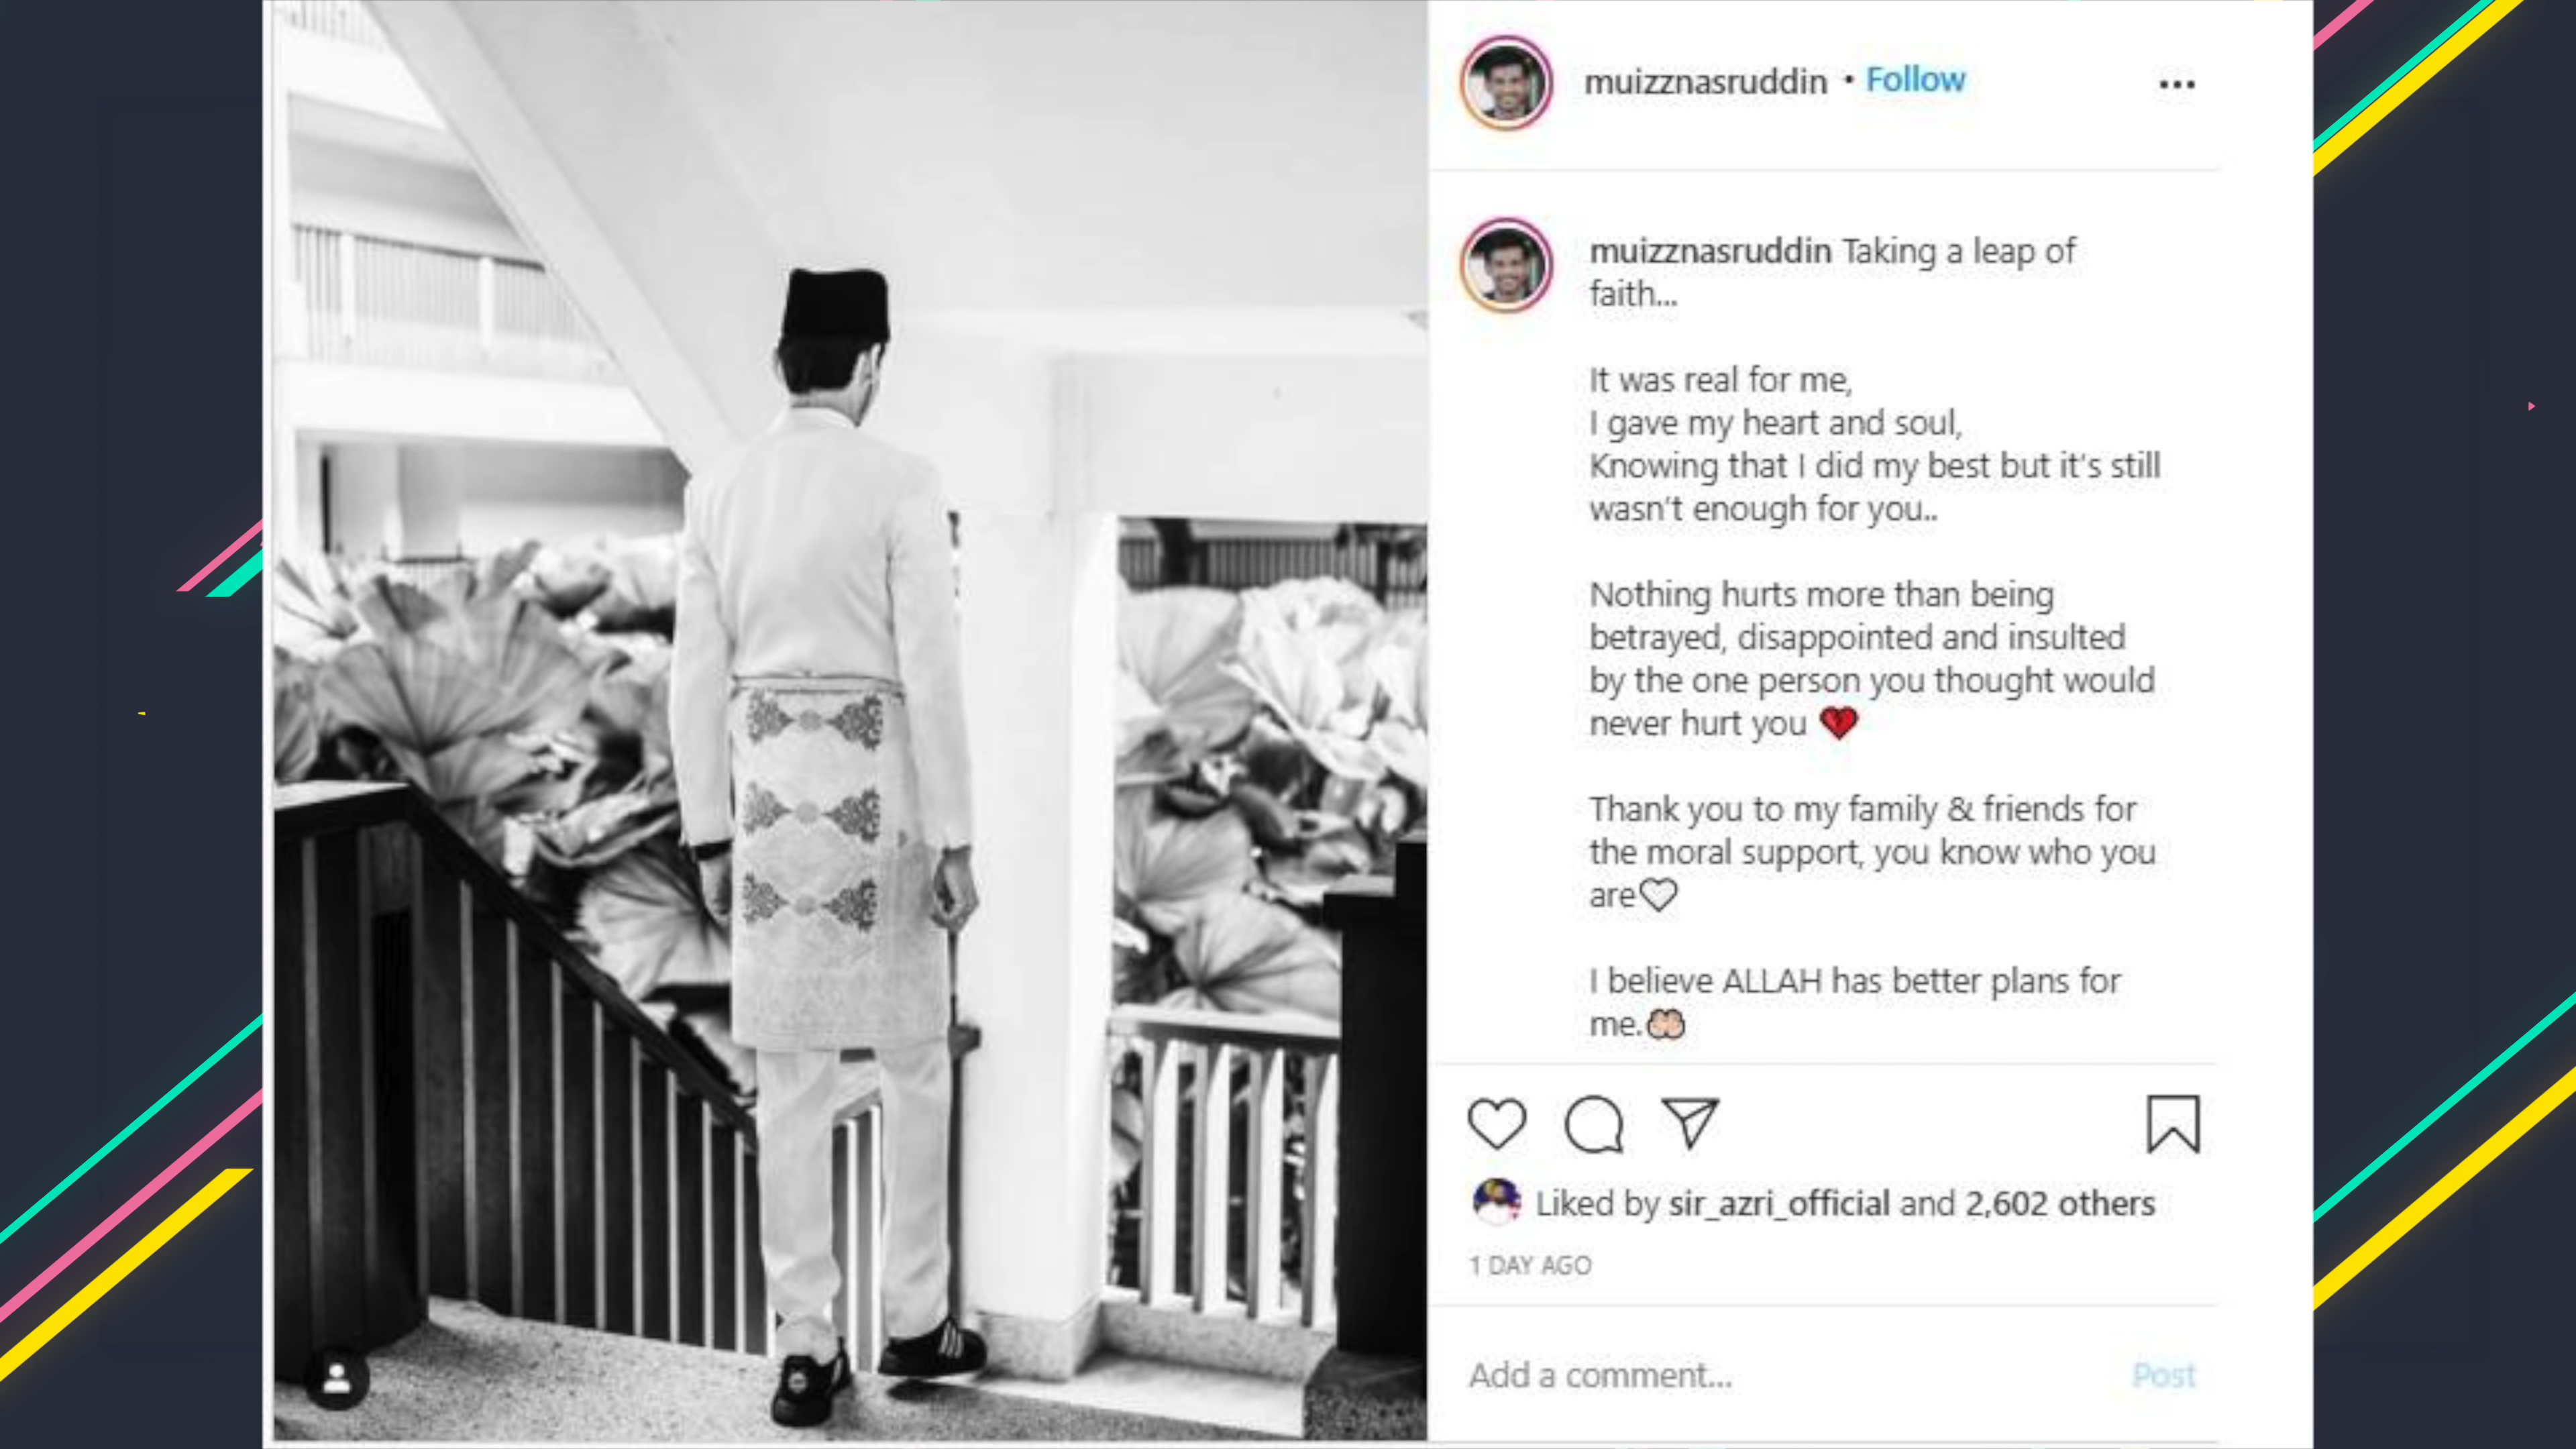 muizznasruddin • Follow
muizznasruddin Taking a leap of
faith...
It was real for me,
I gave my heart and soul,
Knowing that I did my best but it's still
wasn't enough for you..
Nothing hurts more than being
betrayed, disappointed and insulted
by the one person you thought would
never hurt you 💔
Thank you to my family & friends for
the moral support, you know who you
are♡
I believe ALLAH has better plans for
me.🤲🏻
Liked by sir_azri_official and 2,602 others
1 DAY AGO
Add a comment... Post